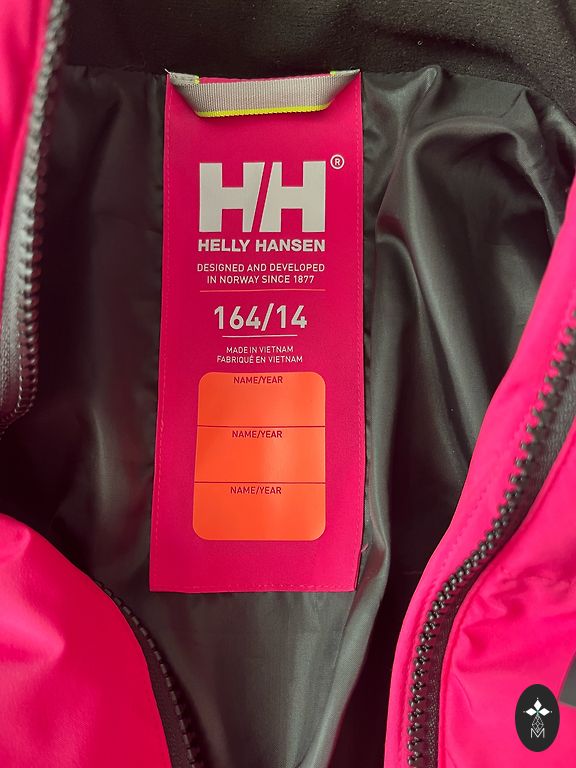 HH®
HELLY HANSEN
DESIGNED AND DEVELOPED
IN NORWAY SINCE 1877
164/14
MADE IN VIETNAM
FABRIQUÉ EN VIETNAM
NAME/YEAR
NAME/YEAR
NAME/YEAR
M